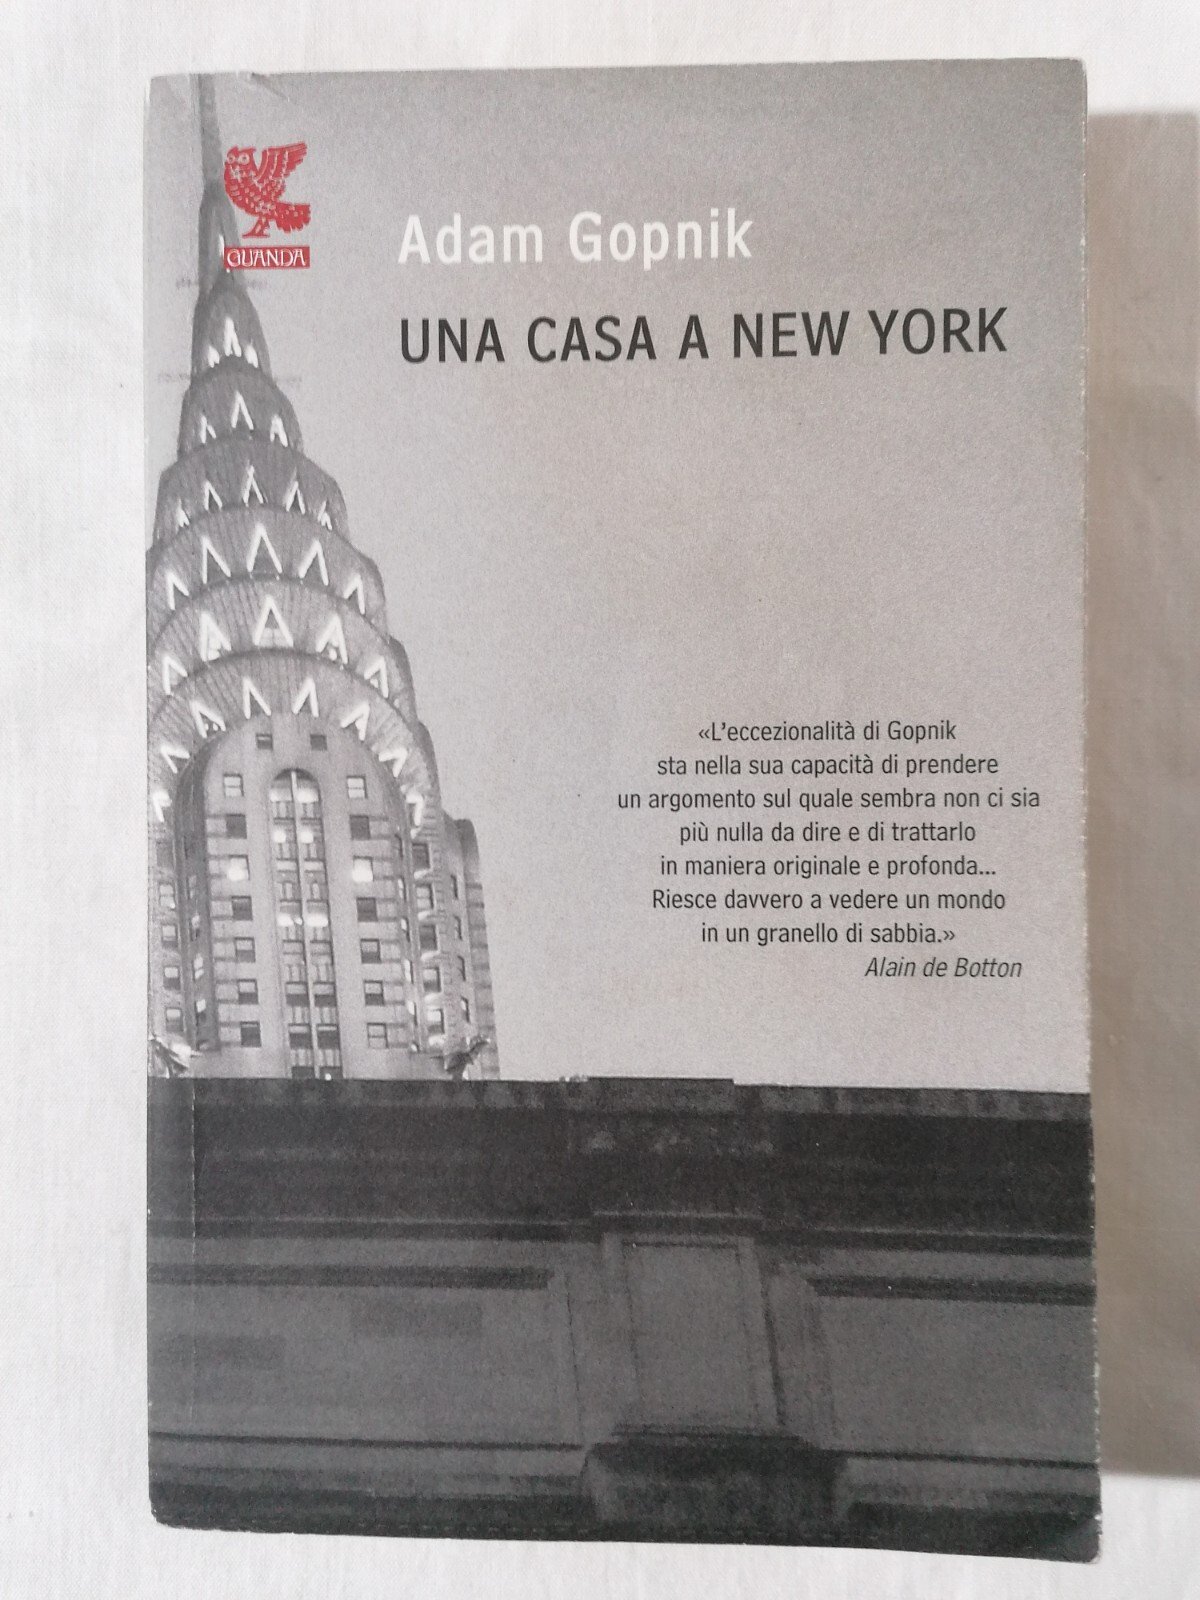 GUANDA
Adam Gopnik
UNA CASA A NEW YORK
«L'eccezionalità di Gopnik
sta nella sua capacità di prendere
un argomento sul quale sembra non ci sia
più nulla da dire e di trattarlo
in maniera originale e profonda...
Riesce davvero a vedere un mondo
in un granello di sabbia.»
Alain de Botton